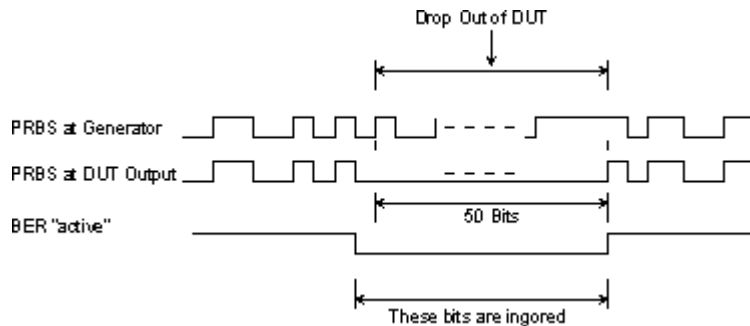 Drop Out of DUT
PRBS at Generator
PRBS at DUT Output
50 Bits
BER "active"
These bits are ingored